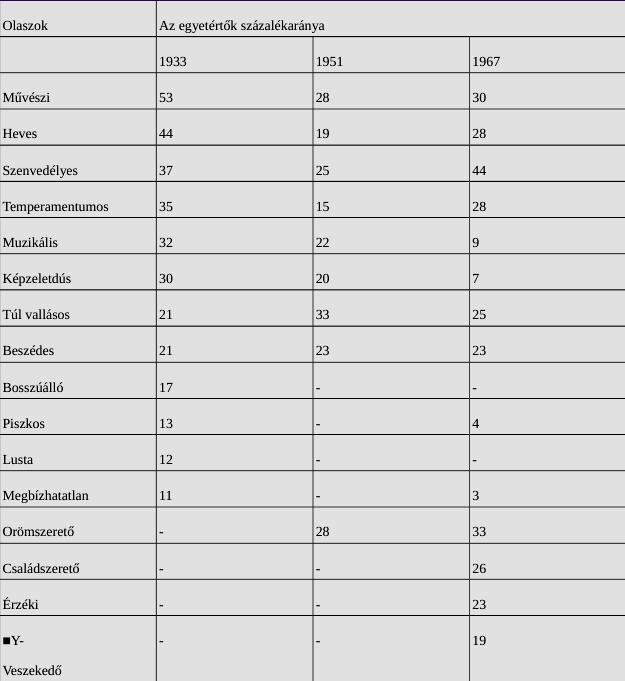 Olaszok Az egyetértők százalékaránya
1933 1951 1967
Művészi 53 28 30
Heves 44 19 28
Szenvedélyes 37 25 44
Temperamentumos 35 15 28
Muzikális 32 22 9
Képzeletdús 30 20 7
Túl vallásos 21 33 25
Beszédes 21 23 23
Bosszúálló 17 - -
Piszkos 13 - 4
Lusta 12 - -
Megbízhatatlan 11 - 3
Orömszerető - 28 33
Családszerető - - 26
Érzéki - - 23
■Y- - - 19
Veszekedő